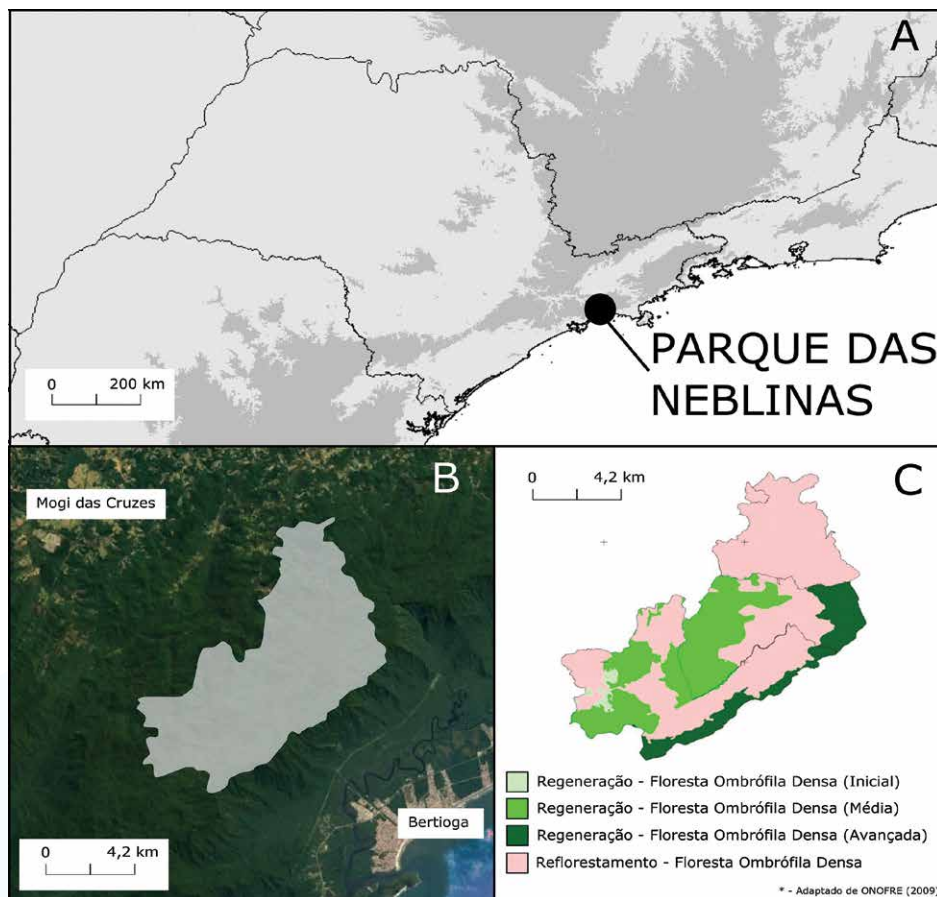 A
PARQUE DAS
NEBLINAS
0 200 km
B
Mogi das Cruzes
Bertioga
0 4,2 km
C
0 4,2 km
Regeneração - Floresta Ombrófila Densa (Inicial)
Regeneração - Floresta Ombrófila Densa (Média)
Regeneração - Floresta Ombrófila Densa (Avançada)
Reflorestamento - Floresta Ombrófila Densa
* - Adaptado de ONOFRE (2009)